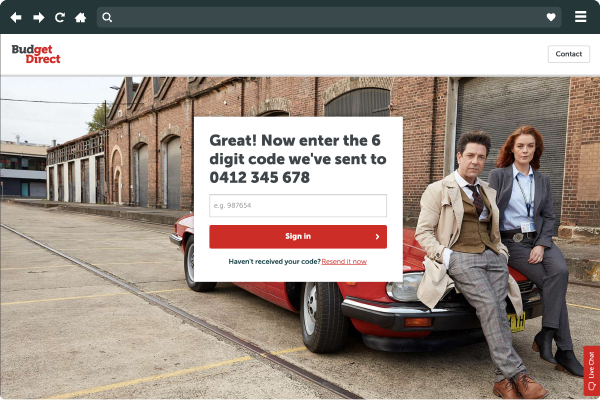 Budget
Direct
Contact
Great! Now enter the 6
digit code we've sent to
0412 345 678
e.g. 987654
Sign in
Haven't received your code? Resend it now
Live Chat